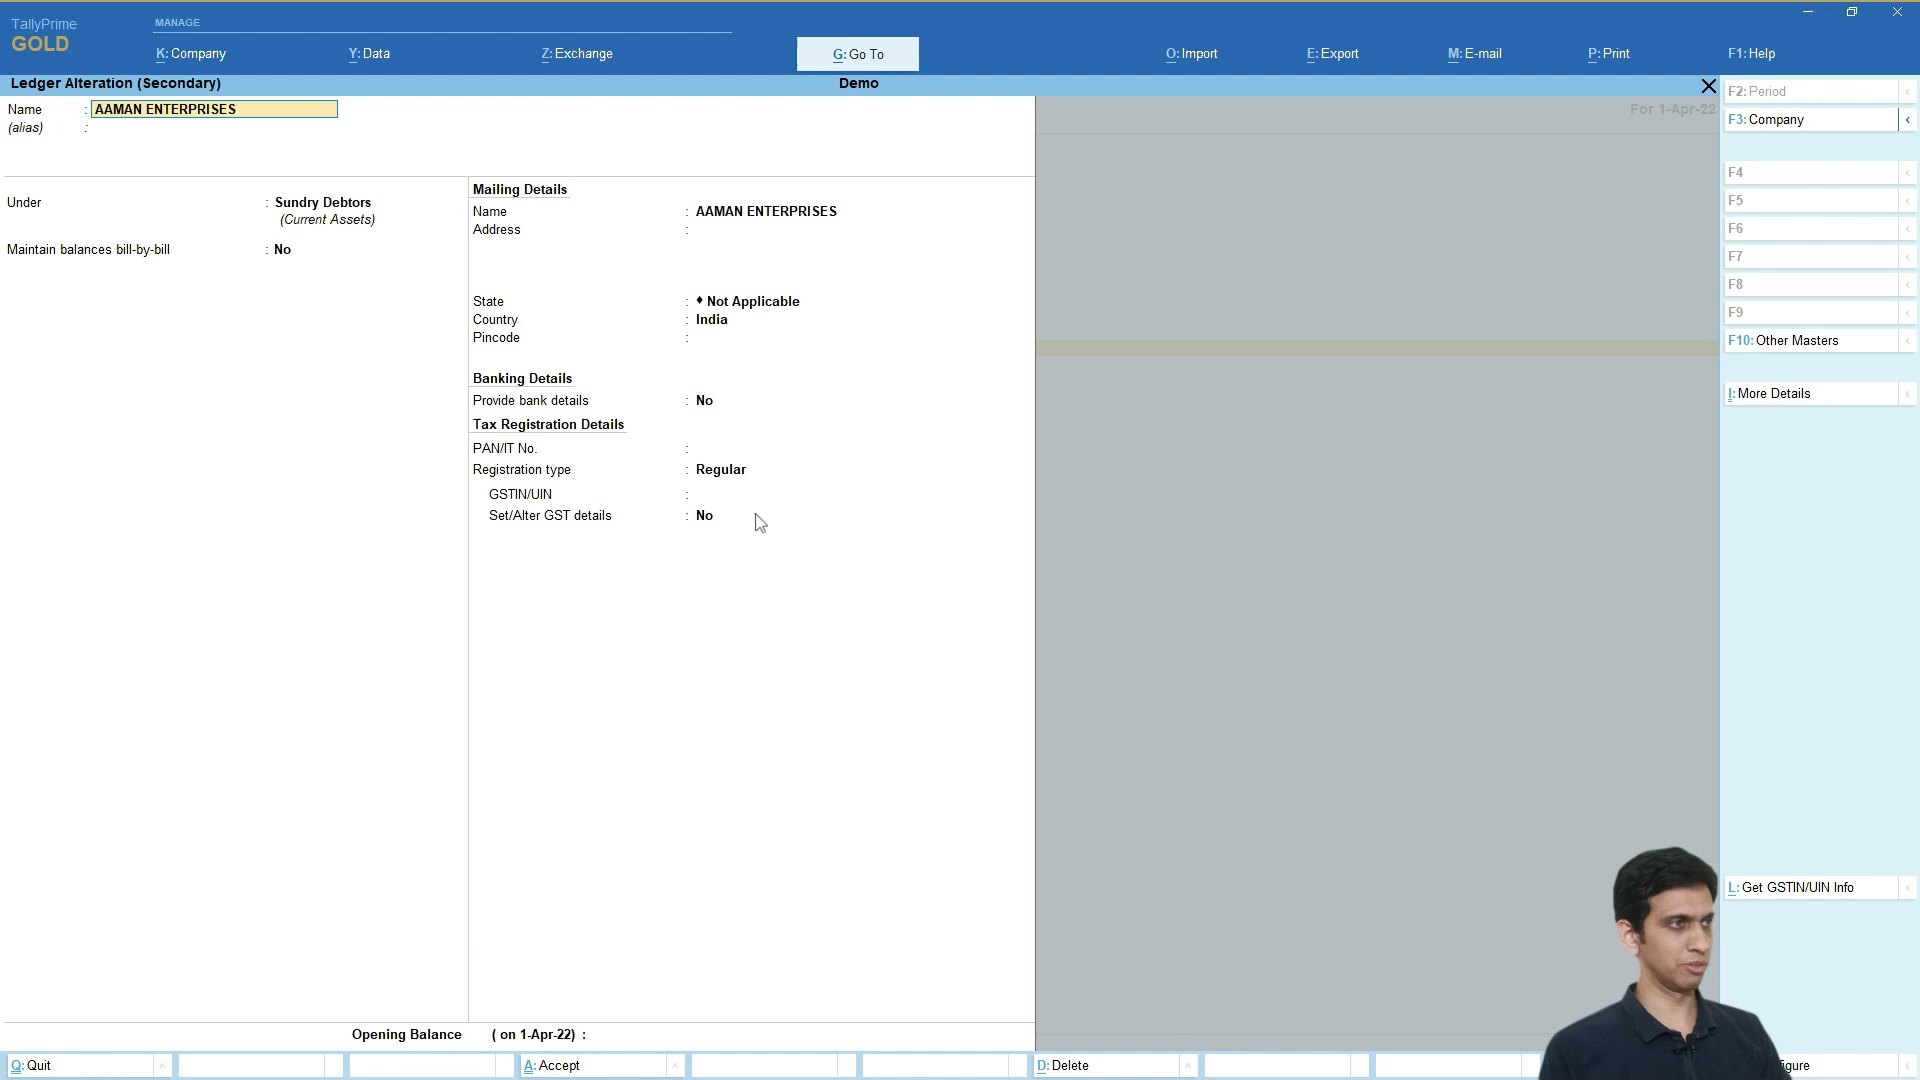 TallyPrime
GOLD
MANAGE
K: Company
Y: Data
Z: Exchange
G: Go To
O: Import
E: Export
M: E-mail
P: Print
F1: Help
Ledger Alteration (Secondary)
Demo
Name : AAMAN ENTERPRISES
(alias) :
For 1-Apr-22
Under : Sundry Debtors
(Current Assets)
Maintain balances bill-by-bill : No
Mailing Details
Name : AAMAN ENTERPRISES
Address :
State : ♦ Not Applicable
Country : India
Pincode :
Banking Details
Provide bank details : No
Tax Registration Details
PAN/IT No. :
Registration type : Regular
GSTIN/UIN :
Set/Alter GST details : No
Opening Balance ( on 1-Apr-22) :
F2: Period
F3: Company
F4
F5
F6
F7
F8
F9
F10: Other Masters
I: More Details
L: Get GSTIN/UIN Info
Q: Quit
A: Accept
D: Delete